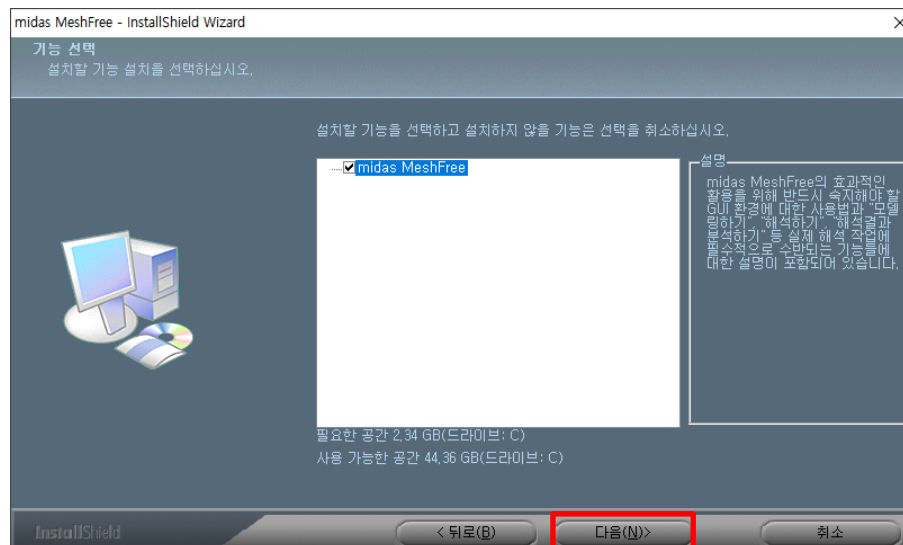 midas MeshFree - InstallShield Wizard
기능 선택
설치할 기능 설치를 선택하십시오.
설치할 기능을 선택하고 설치하지 않을 기능은 선택을 취소하십시오.
midas MeshFree
설명
midas MeshFree의 효과적인
활용을 위해 반드시 숙지해야 할
GUI 환경에 대한 사용법과 "모델
링하기", "해석하기", "해석결과
분석하기" 등 실제 해석 작업에
필수적으로 수반되는 기능들에
대한 설명이 포함되어 있습니다.
필요한 공간 2,34 GB(드라이브: C)
사용 가능한 공간 44,36 GB(드라이브: C)
InstallShield
< 뒤로(B)
다음(N)>
취소